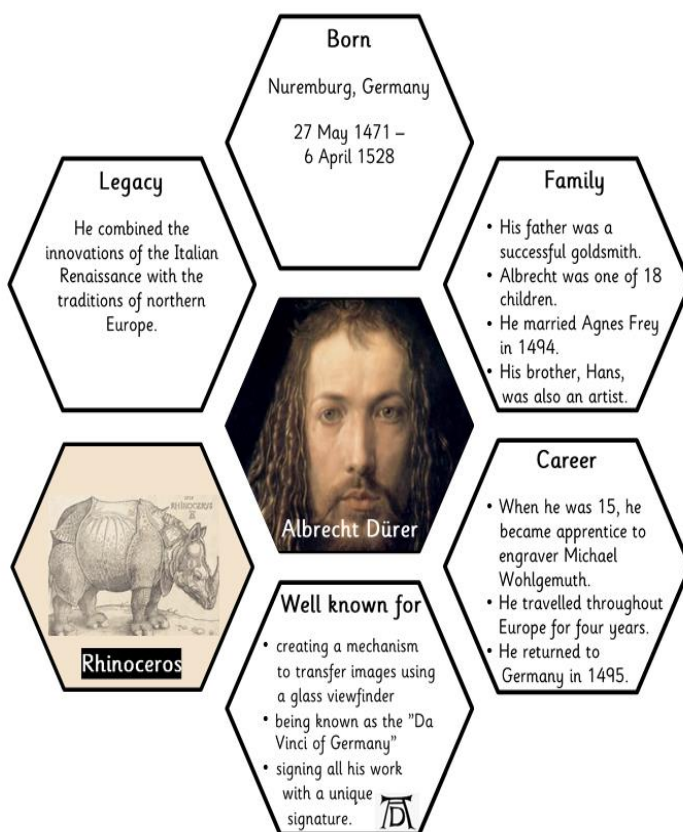 Born
Nuremburg, Germany
27 May 1471 –
6 April 1528
Legacy
He combined the
innovations of the Italian
Renaissance with the
traditions of northern
Europe.
Family
• His father was a
successful goldsmith.
• Albrecht was one of 18
children.
• He married Agnes Frey
in 1494.
• His brother, Hans,
was also an artist.
Albrecht Dürer
RHINOCERVS
Rhinoceros
Career
• When he was 15, he
became apprentice to
engraver Michael
Wohlgemuth.
• He travelled throughout
Europe for four years.
• He returned to
Germany in 1495.
Well known for
• creating a mechanism
to transfer images using
a glass viewfinder
• being known as the ”Da
Vinci of Germany”
• signing all his work
with a unique
signature.
AD